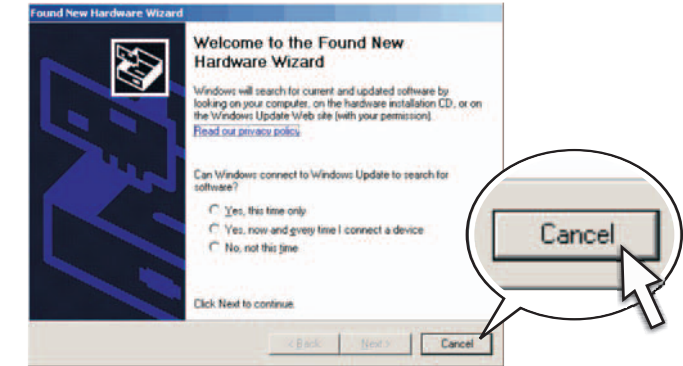 Found New Hardware Wizard
Welcome to the Found New
Hardware Wizard
Windows will search for current and updated software by
looking on your computer, on the hardware installation CD, or on
the Windows Update Web site (with your permission).
Read our privacy policy
Can Windows connect to Windows Update to search for
software?
Yes, this time only
Yes, now and every time I connect a device
No, not this time
Click Next to continue.
< Back
Next >
Cancel
Cancel